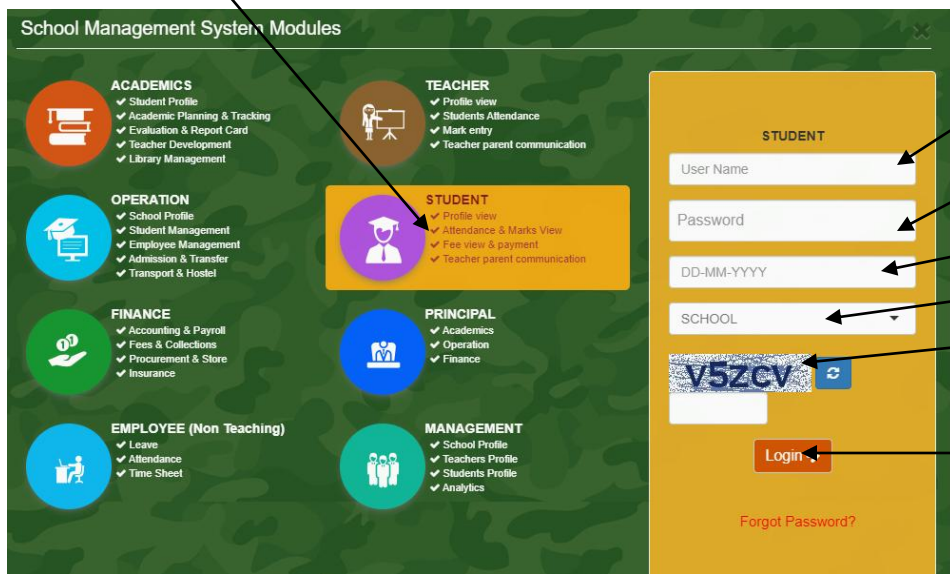 School Management System Modules
ACADEMICS
Student Profile
Academic Planning & Tracking
Evaluation & Report Card
Teacher Development
Library Management
TEACHER
Profile view
Students Attendance
Mark entry
Teacher parent communication
OPERATION
School Profile
Student Management
Employee Management
Admission & Transfer
Transport & Hostel
STUDENT
Profile view
Attendance & Marks View
Fee view & payment
Teacher parent communication
FINANCE
Accounting & Payroll
Fees & Collections
Procurement & Store
Insurance
PRINCIPAL
Academics
Operation
Finance
EMPLOYEE (Non Teaching)
Leave
Attendance
Time Sheet
MANAGEMENT
School Profile
Teachers Profile
Students Profile
Analytics
STUDENT
User Name
Password
DD-MM-YYYY
SCHOOL
V5ZCV
Login
Forgot Password?